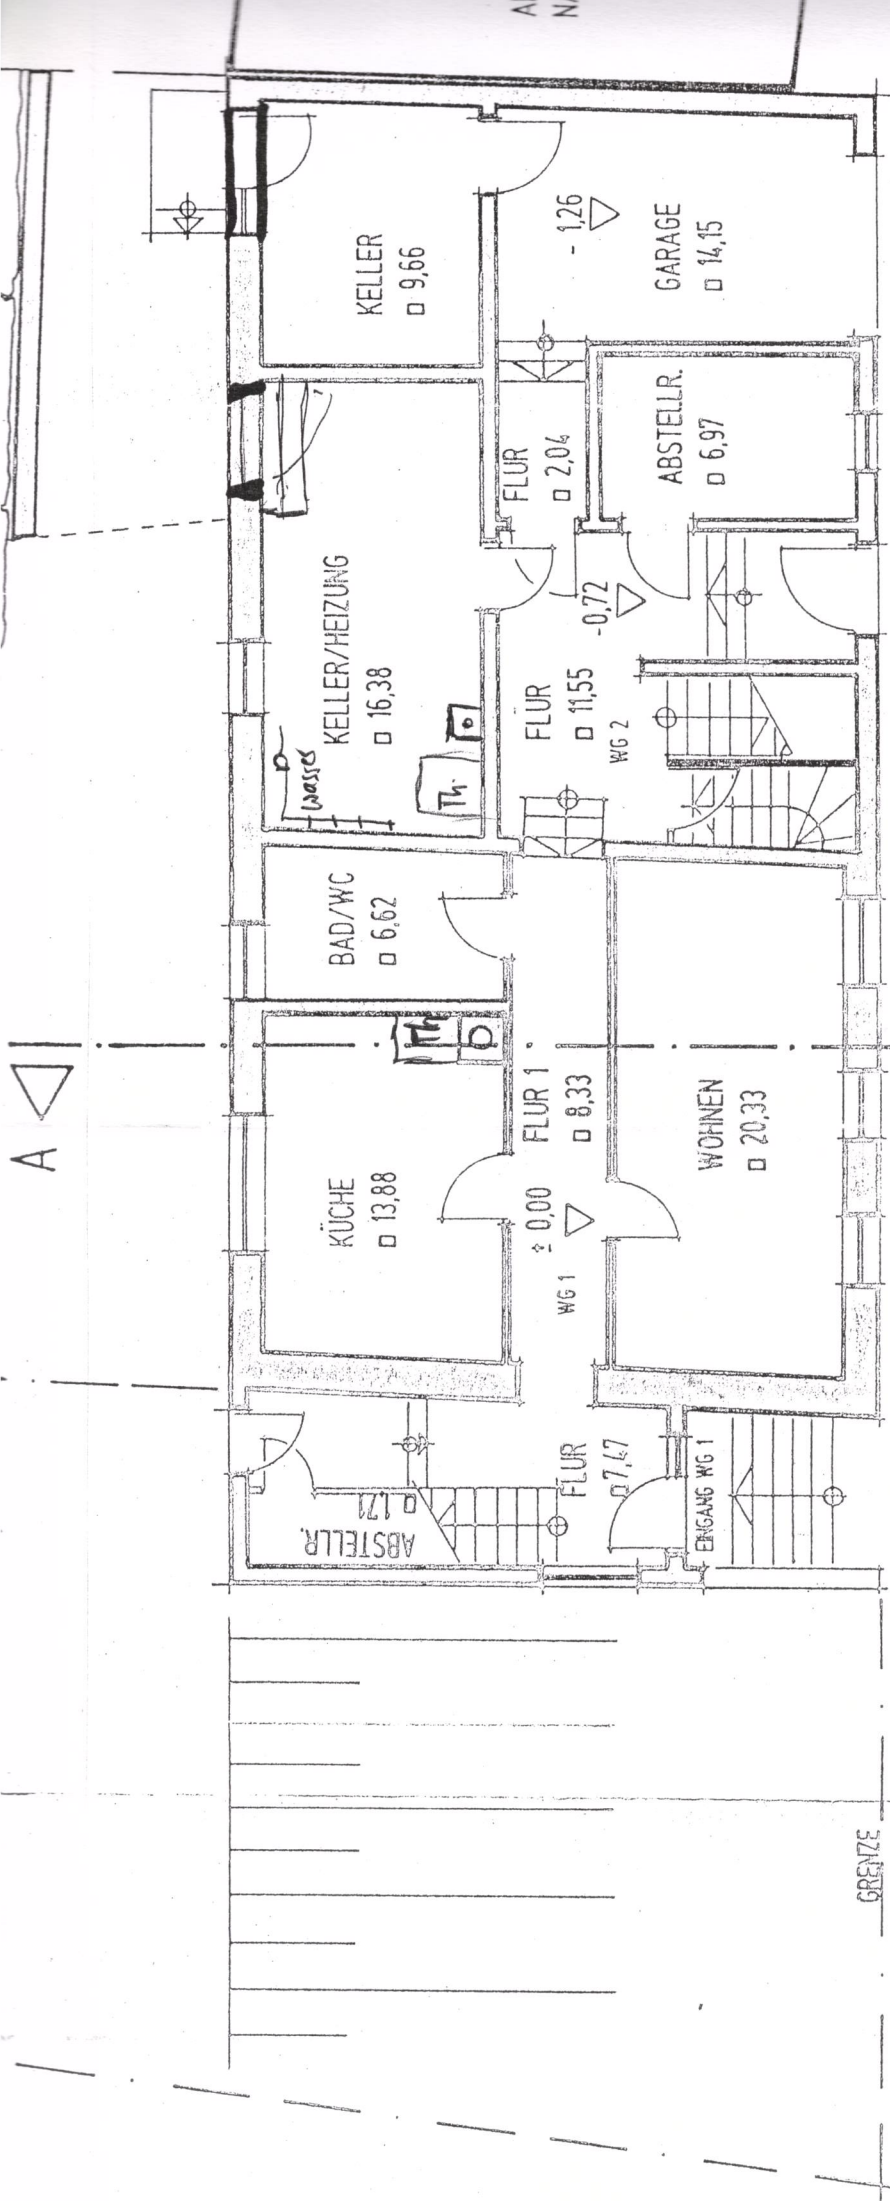 KELLER
□ 9,66
- 1,26
GARAGE
□ 14,15
KELLER/HEIZUNG
□ 16,38
Wasser
Th.
FLUR
□ 2,04
ABSTELLR.
□ 6,97
-0,72
FLUR
□ 11,55
WG 2
BAD/WC
□ 6,62
A
KÜCHE
□ 13,88
Th
FLUR 1
□ 8,33
± 0,00
WG 1
WOHNEN
□ 20,33
ABSTELLR.
□ 1,71
FLUR
□ 7,47
EINGANG WG 1
GRENZE